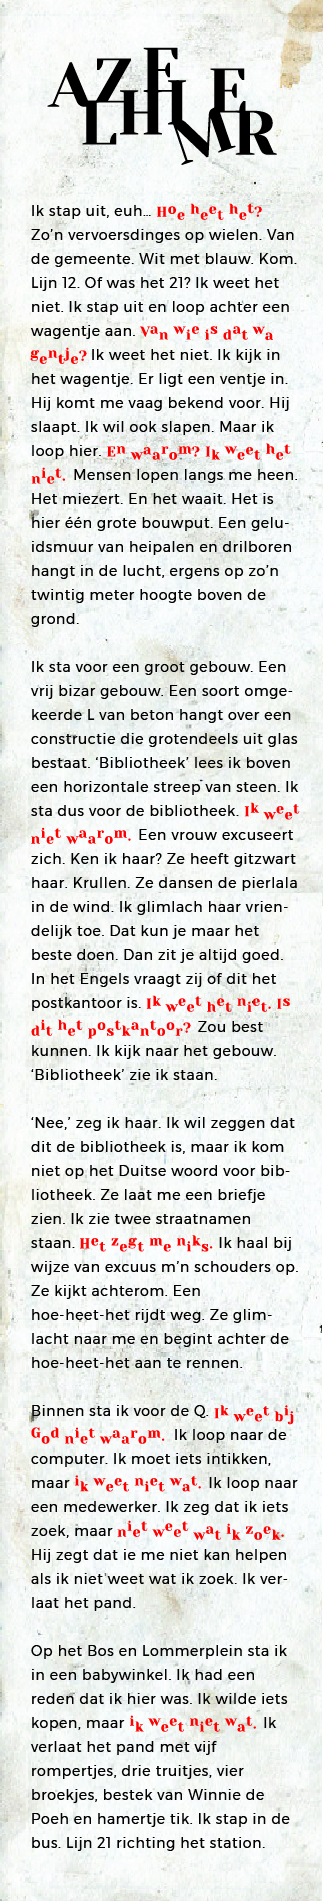 AZLHEIMER
Ik stap uit, euh… Hoe heet het?
Zo’n vervoersdinges op wielen. Van
de gemeente. Wit met blauw. Kom.
Lijn 12. Of was het 21? Ik weet het
niet. Ik stap uit en loop achter een
wagentje aan. Van wie is dat wa
gentje? Ik weet het niet. Ik kijk in
het wagentje. Er ligt een ventje in.
Hij komt me vaag bekend voor. Hij
slaapt. Ik wil ook slapen. Maar ik
loop hier. En waarom? Ik weet het
niet. Mensen lopen langs me heen.
Het miezert. En het waait. Het is
hier één grote bouwput. Een gelu-
idsmuur van heipalen en drilboren
hangt in de lucht, ergens op zo’n
twintig meter hoogte boven de
grond.
Ik sta voor een groot gebouw. Een
vrij bizar gebouw. Een soort omge-
keerde L van beton hangt over een
constructie die grotendeels uit glas
bestaat. ‘Bibliotheek’ lees ik boven
een horizontale streep van steen. Ik
sta dus voor de bibliotheek. Ik weet
niet waarom. Een vrouw excuseert
zich. Ken ik haar? Ze heeft gitzwart
haar. Krullen. Ze dansen de pierlala
in de wind. Ik glimlach haar vrien-
delijk toe. Dat kun je maar het
beste doen. Dan zit je altijd goed.
In het Engels vraagt zij of dit het
postkantoor is. Ik weet het niet. Is
dit het postkantoor? Zou best
kunnen. Ik kijk naar het gebouw.
‘Bibliotheek’ zie ik staan.
‘Nee,’ zeg ik haar. Ik wil zeggen dat
dit de bibliotheek is, maar ik kom
niet op het Duitse woord voor bib-
liotheek. Ze laat me een briefje
zien. Ik zie twee straatnamen
staan. Het zegt me niks. Ik haal bij
wijze van excuus m’n schouders op.
Ze kijkt achterom. Een
hoe-heet-het rijdt weg. Ze glim-
lacht naar me en begint achter de
hoe-heet-het aan te rennen.
Binnen sta ik voor de Q. Ik weet bij
God niet waarom. Ik loop naar de
computer. Ik moet iets intikken,
maar ik weet niet wat. Ik loop naar
een medewerker. Ik zeg dat ik iets
zoek, maar niet weet wat ik zoek.
Hij zegt dat ie me niet kan helpen
als ik niet weet wat ik zoek. Ik ver-
laat het pand.
Op het Bos en Lommerplein sta ik
in een babywinkel. Ik had een
reden dat ik hier was. Ik wilde iets
kopen, maar ik weet niet wat. Ik
verlaat het pand met vijf
rompertjes, drie truitjes, vier
broekjes, bestek van Winnie de
Poeh en hamertje tik. Ik stap in de
bus. Lijn 21 richting het station.